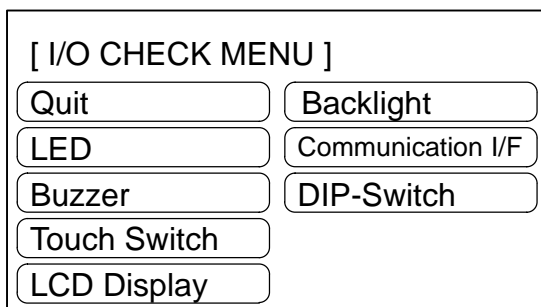 [ I/O CHECK MENU ]
Quit
Backlight
LED
Communication I/F
Buzzer
DIP-Switch
Touch Switch
LCD Display